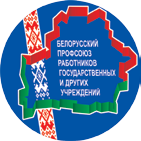 БЕЛОРУССКИЙ
ПРОФСОЮЗ
РАБОТНИКОВ
ГОСУДАРСТВЕННЫХ
И ДРУГИХ
УЧРЕЖДЕНИЙ